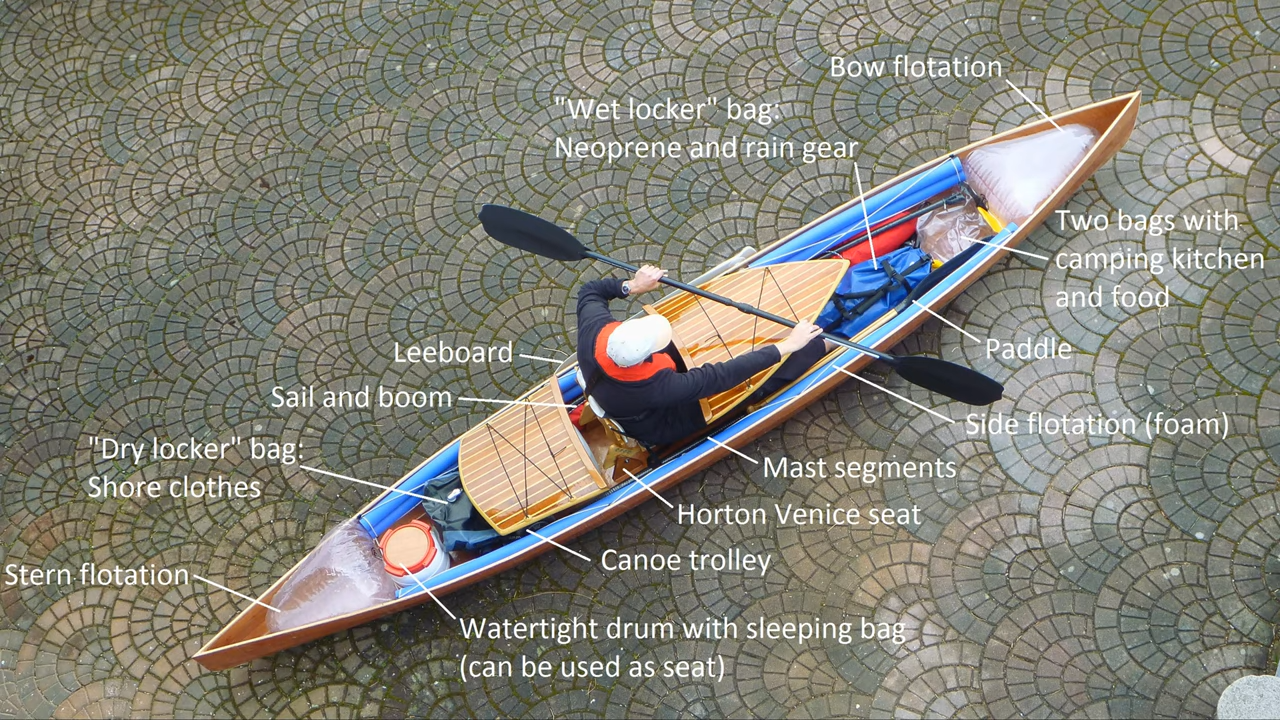 Bow flotation
"Wet locker" bag:
Neoprene and rain gear
Two bags with
camping kitchen
and food
Leeboard
Paddle
Sail and boom
Side flotation (foam)
"Dry locker" bag:
Shore clothes
Mast segments
Horton Venice seat
Canoe trolley
Stern flotation
Watertight drum with sleeping bag
(can be used as seat)